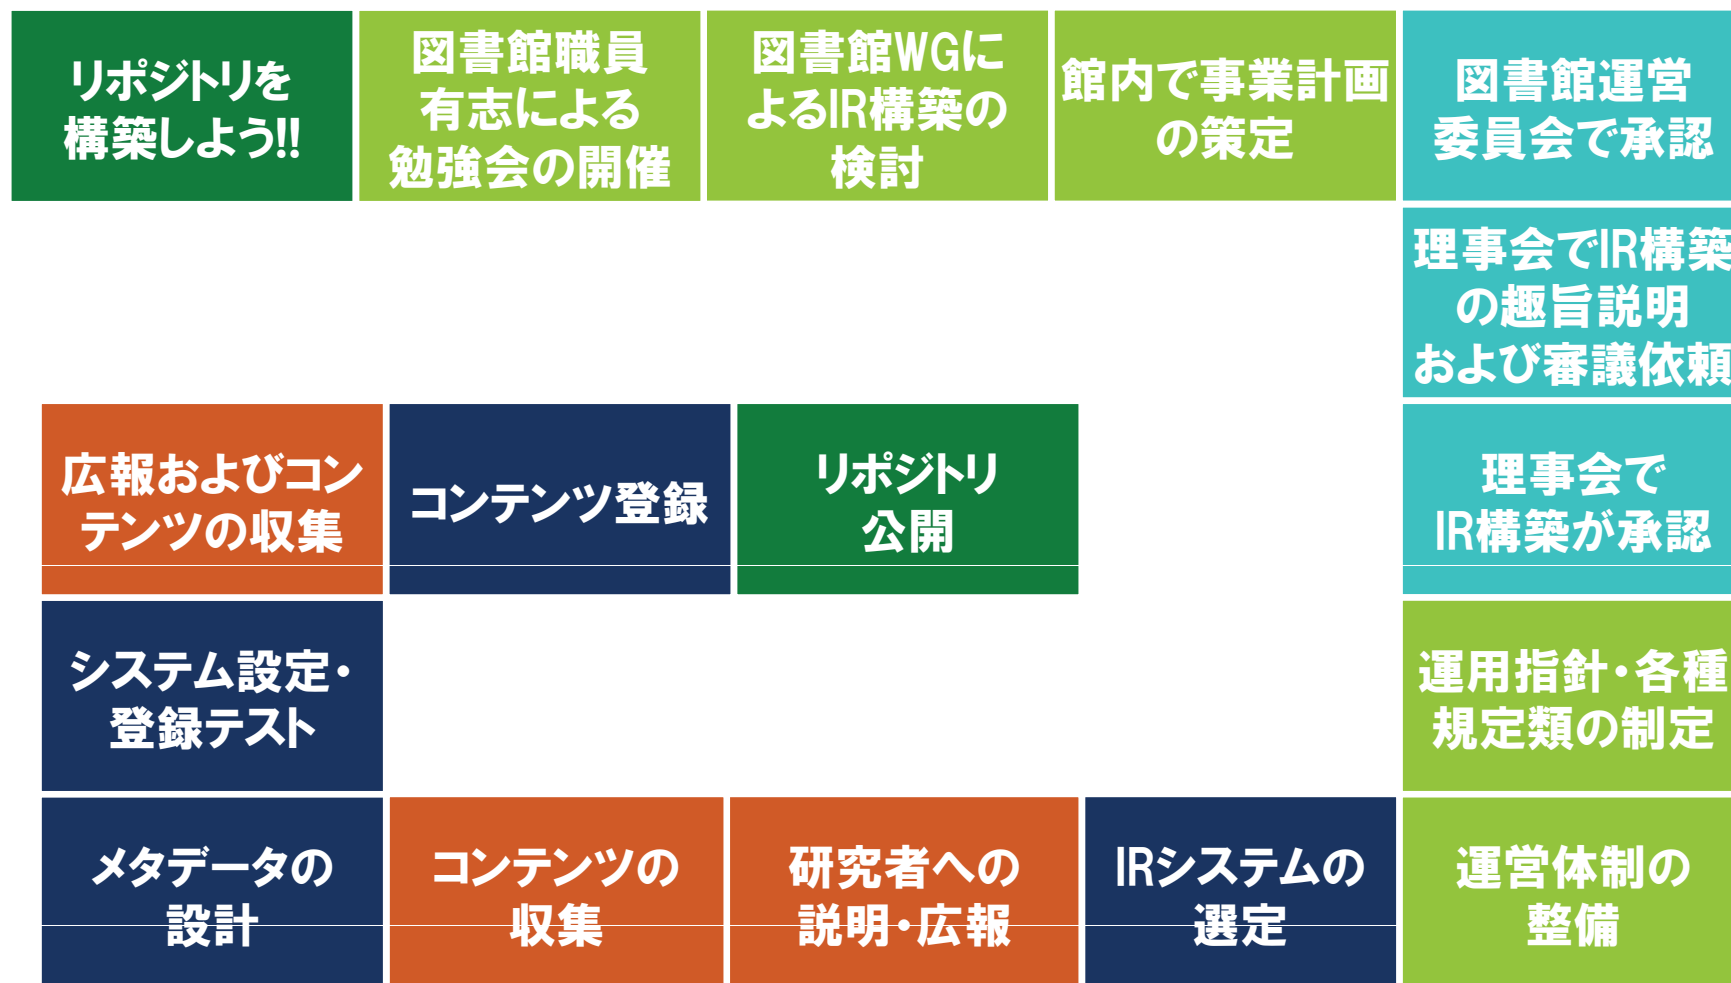 リポジトリを
構築しよう!!
図書館職員
有志による
勉強会の開催
図書館WGに
よるIR構築の
検討
館内で事業計画
の策定
図書館運営
委員会で承認
理事会でIR構築
の趣旨説明
および審議依頼
広報およびコン
テンツの収集
コンテンツ登録
リポジトリ
公開
理事会で
IR構築が承認
システム設定・
登録テスト
運用指針・各種
規定類の制定
メタデータの
設計
コンテンツの
収集
研究者への
説明・広報
IRシステムの
選定
運営体制の
整備